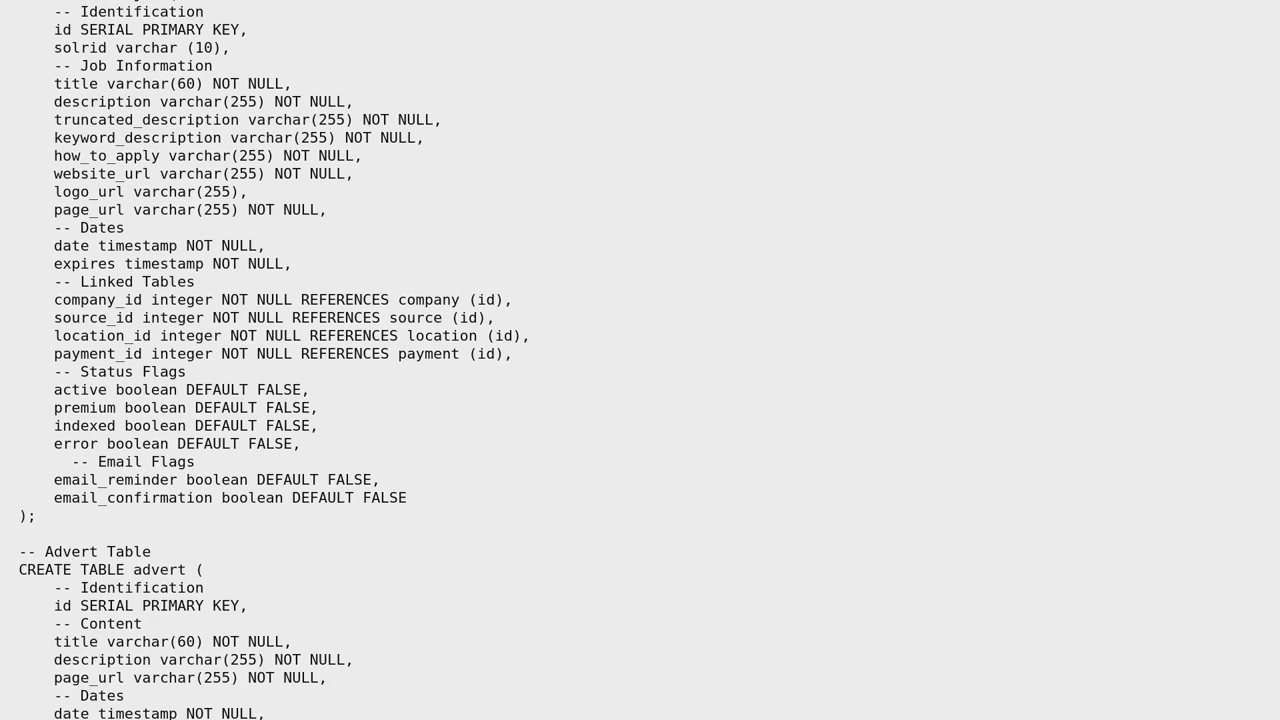 -- Identification
id SERIAL PRIMARY KEY,
solrid varchar (10),
-- Job Information
title varchar(60) NOT NULL,
description varchar(255) NOT NULL,
truncated_description varchar(255) NOT NULL,
keyword_description varchar(255) NOT NULL,
how_to_apply varchar(255) NOT NULL,
website_url varchar(255) NOT NULL,
logo_url varchar(255),
page_url varchar(255) NOT NULL,
-- Dates
date timestamp NOT NULL,
expires timestamp NOT NULL,
-- Linked Tables
company_id integer NOT NULL REFERENCES company (id),
source_id integer NOT NULL REFERENCES source (id),
location_id integer NOT NULL REFERENCES location (id),
payment_id integer NOT NULL REFERENCES payment (id),
-- Status Flags
active boolean DEFAULT FALSE,
premium boolean DEFAULT FALSE,
indexed boolean DEFAULT FALSE,
error boolean DEFAULT FALSE,
-- Email Flags
email_reminder boolean DEFAULT FALSE,
email_confirmation boolean DEFAULT FALSE
);
-- Advert Table
CREATE TABLE advert (
-- Identification
id SERIAL PRIMARY KEY,
-- Content
title varchar(60) NOT NULL,
description varchar(255) NOT NULL,
page_url varchar(255) NOT NULL,
-- Dates
date timestamp NOT NULL,